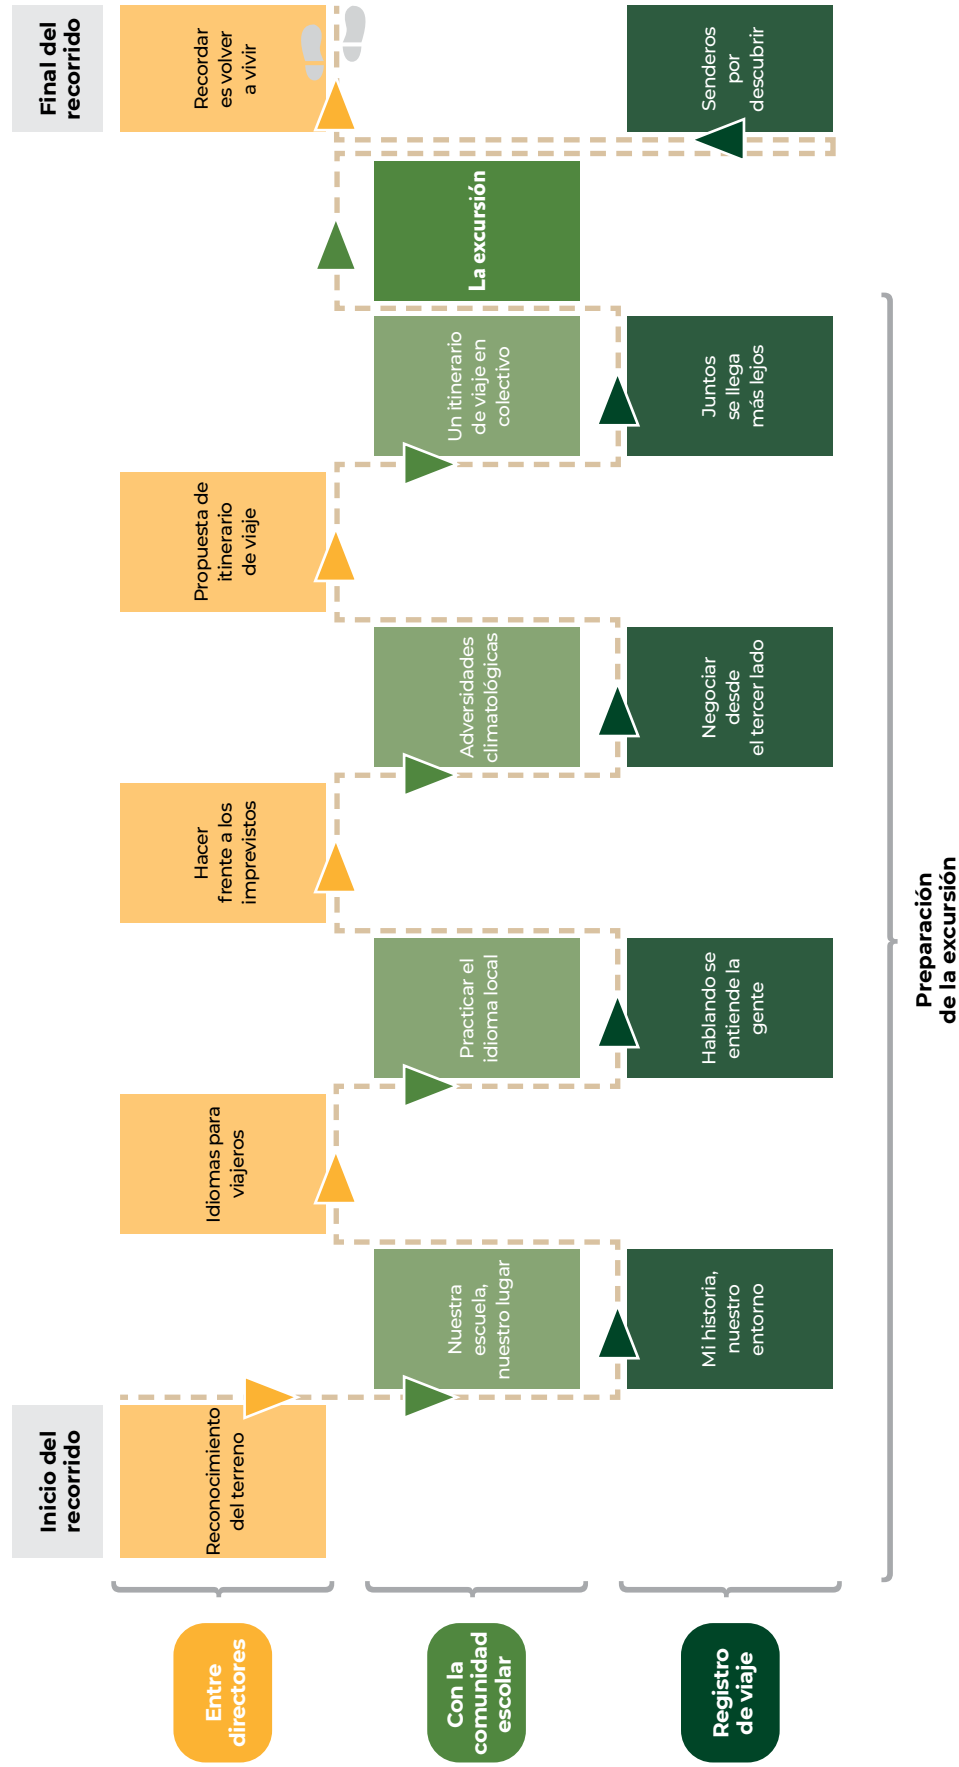 Inicio del
recorrido
Final del
recorrido
Entre
directores
Reconocimiento
del terreno
Idiomas para
viajeros
Hacer
frente a los
imprevistos
Propuesta de
itinerario
de viaje
Recordar
es volver
a vivir
Con la
comunidad
escolar
Nuestra
escuela,
nuestro lugar
Practicar el
idioma local
Adversidades
climatológicas
Un itinerario
de viaje en
colectivo
La excursión
Registro
de viaje
Mi historia,
nuestro
entorno
Hablando se
entiende la
gente
Negociar
desde
el tercer lado
Juntos
se llega
más lejos
Senderos
por
descubrir
Preparación
de la excursión